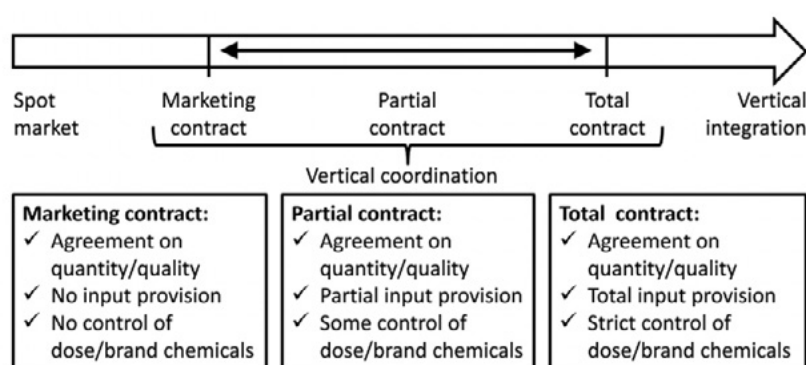 Spot market
Marketing contract
Partial contract
Total contract
Vertical integration
Vertical coordination
Marketing contract:
✓ Agreement on
quantity/quality
✓ No input provision
✓ No control of
dose/brand chemicals
Partial contract:
✓ Agreement on
quantity/quality
✓ Partial input provision
✓ Some control of
dose/brand chemicals
Total contract:
✓ Agreement on
quantity/quality
✓ Total input provision
✓ Strict control of
dose/brand chemicals